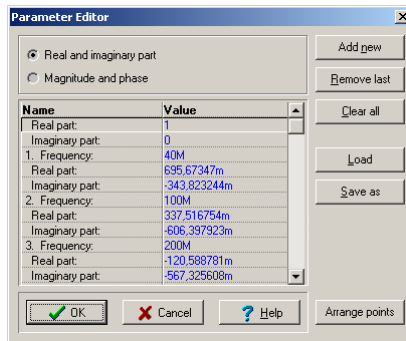 Parameter Editor
Real and imaginary part
Magnitude and phase
Add new
Remove last
Clear all
Load
Save as
Name Value
Real part: 1
Imaginary part: 0
1. Frequency: 40M
Real part: 695,67347m
Imaginary part: -343,823244m
2. Frequency: 100M
Real part: 337,516754m
Imaginary part: -606,397923m
3. Frequency: 200M
Real part: -120,588781m
Imaginary part: -567,325608m
OK Cancel Help Arrange points